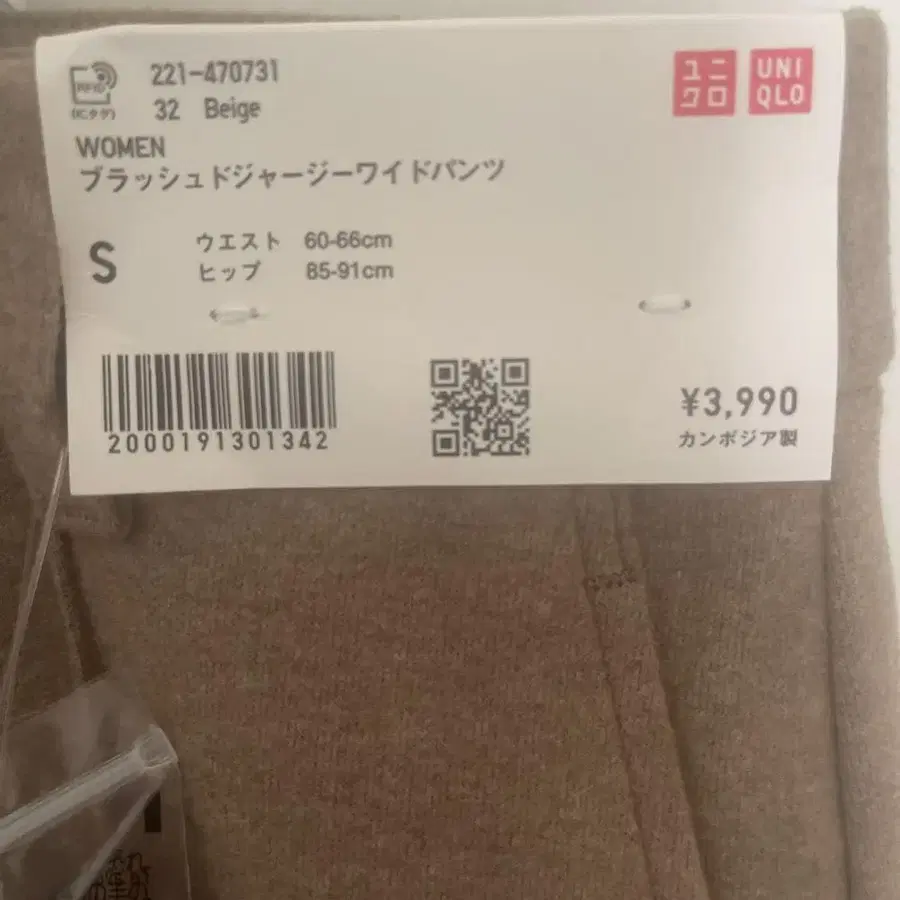 RFID
(ICタグ)
221-470731
32 Beige
ユニ
クロ
UNI
QLO
WOMEN
ブラッシュドジャージーワイドパンツ
S
ウエスト 60-66cm
ヒップ 85-91cm
2000191301342
¥3,990
カンボジア製